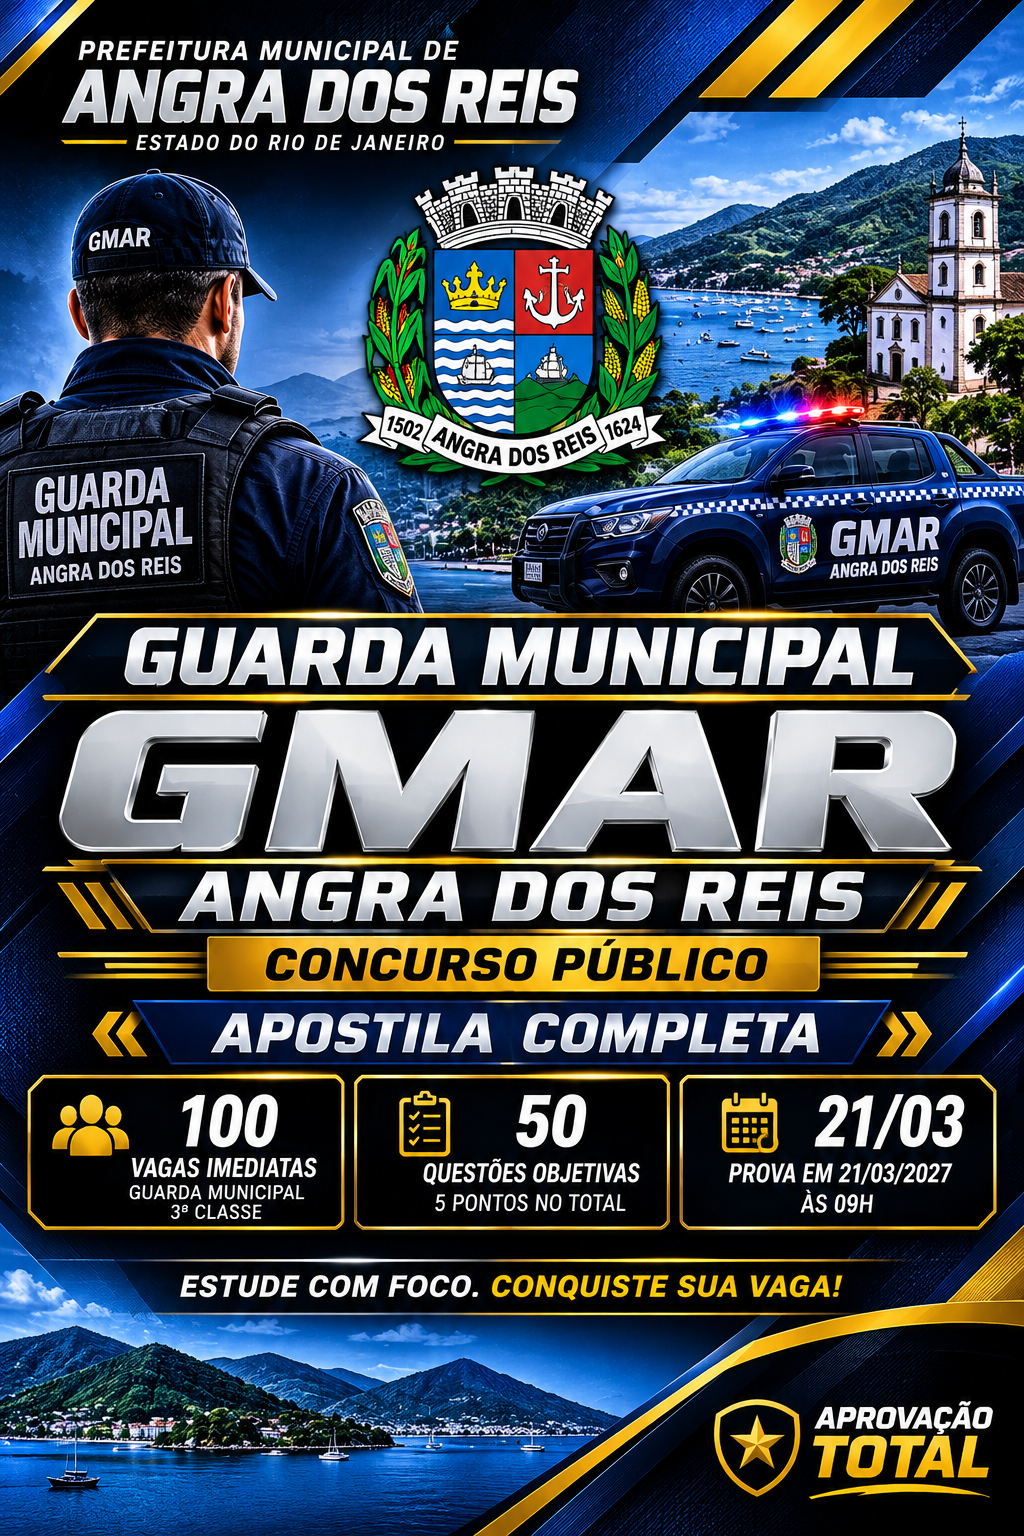 PREFEITURA MUNICIPAL DE
ANGRA DOS REIS
ESTADO DO RIO DE JANEIRO
GMAR
1502 ANGRA DOS REIS 1624
GUARDA
MUNICIPAL
ANGRA DOS REIS
GMAR
ANGRA DOS REIS
GUARDA MUNICIPAL
GMAR
ANGRA DOS REIS
CONCURSO PÚBLICO
APOSTILA COMPLETA
100
VAGAS IMEDIATAS
GUARDA MUNICIPAL
3ª CLASSE
50
QUESTÕES OBJETIVAS
5 PONTOS NO TOTAL
21/03
PROVA EM 21/03/2027
ÀS 09H
ESTUDE COM FOCO. CONQUISTE SUA VAGA!
APROVAÇÃO
TOTAL